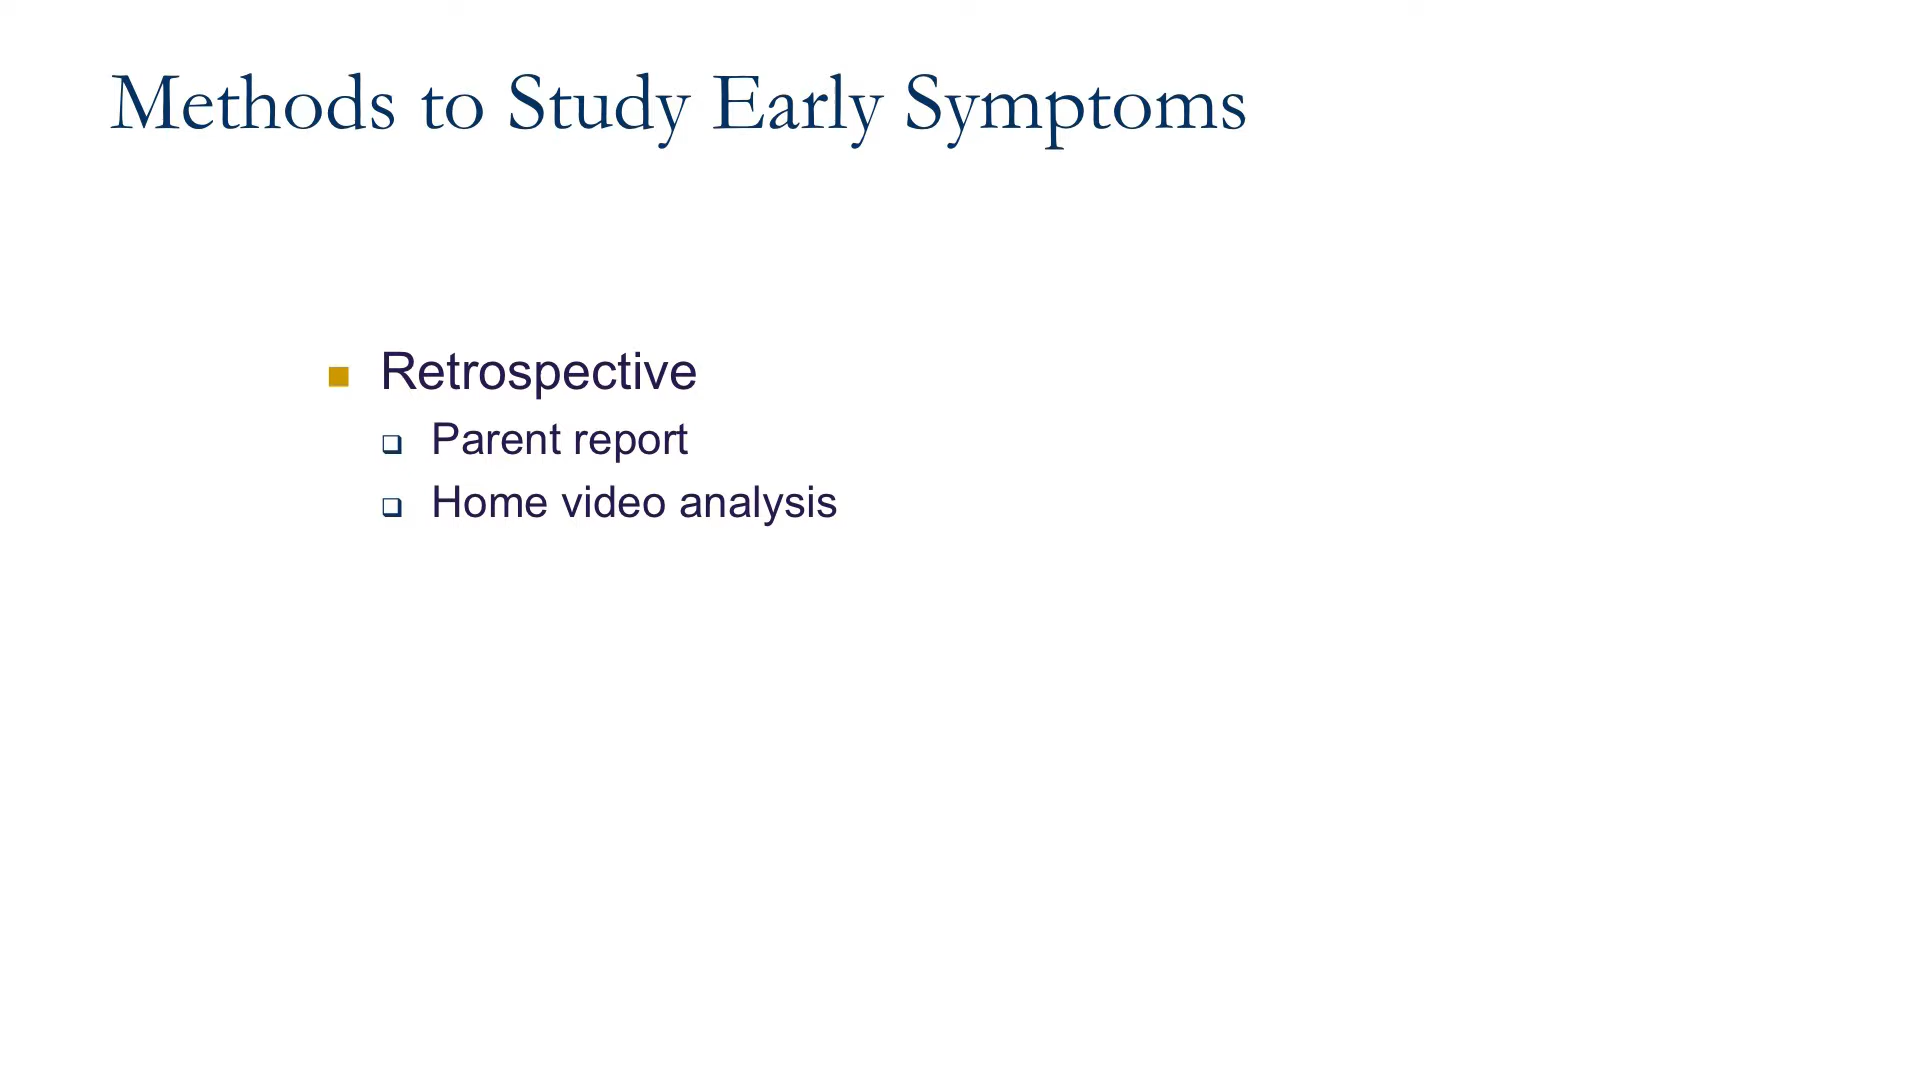 Methods to Study Early Symptoms
Retrospective
Parent report
Home video analysis